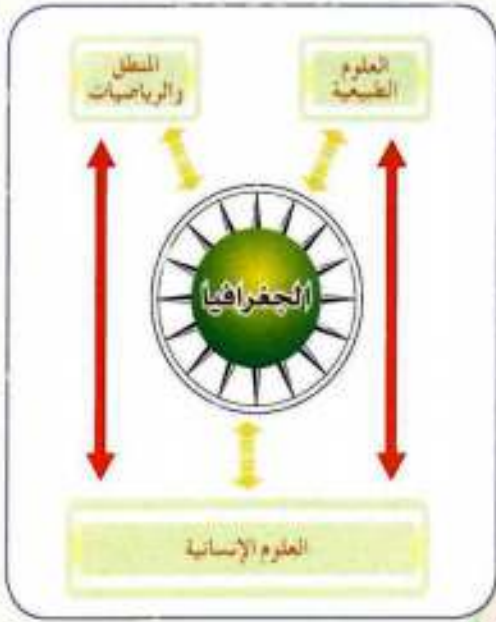 العلوم
الطبيعية
المنطق
والرياضيات
الجغرافيا
العلوم الإنسانية